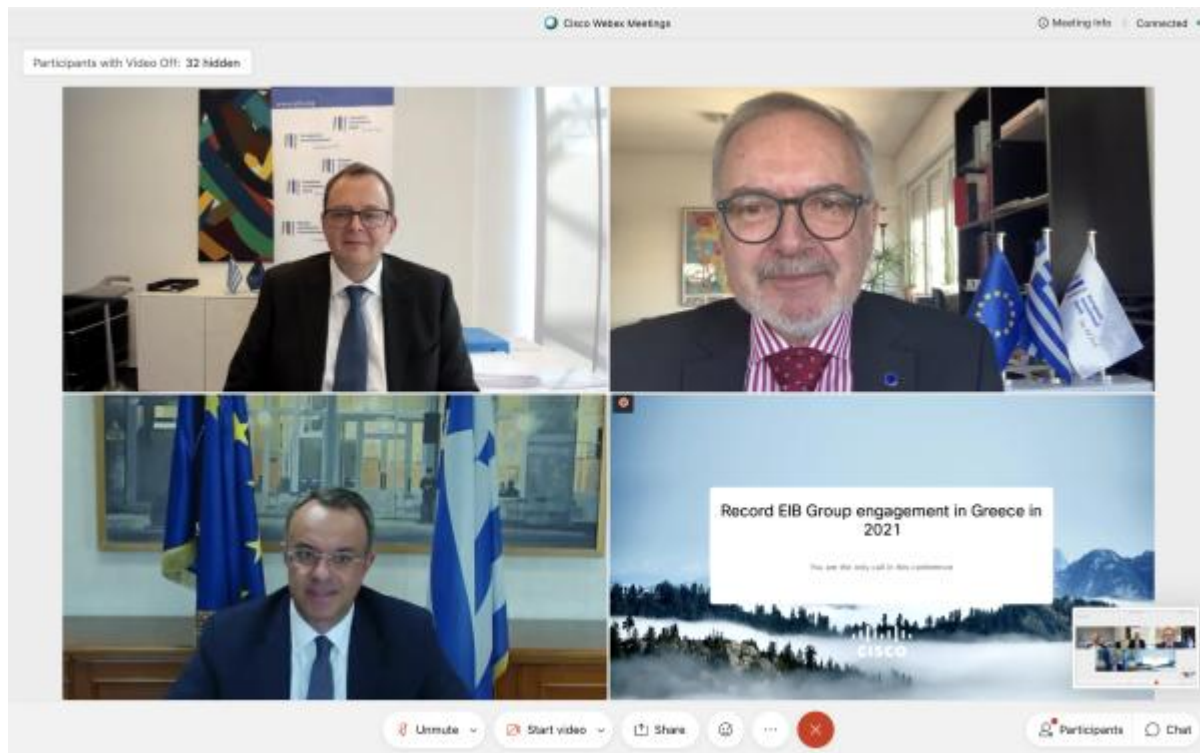 Cisco Webex Meetings
Meeting Info
Connected
Participants with Video Off: 32 hidden
Record EIB Group engagement in Greece in
2021
You are the only call in this conference
CISCO
Unmute
Start video
Share
Participants
Chat